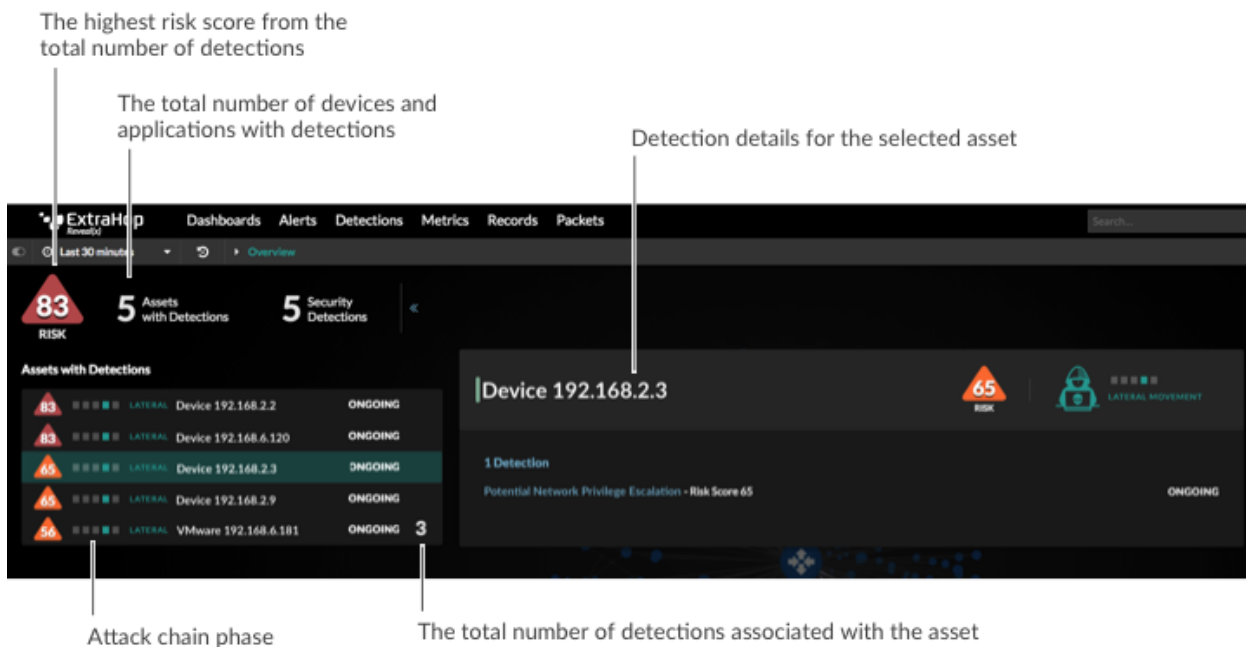 The highest risk score from the
total number of detections
The total number of devices and
applications with detections
Detection details for the selected asset
ExtraHop
Reveal(x)
Dashboards Alerts Detections Metrics Records Packets
Search...
Last 30 minutes
Overview
83
RISK
5 Assets
with Detections
5 Security
Detections
«
Assets with Detections
83 LATERAL Device 192.168.2.2 ONGOING
83 LATERAL Device 192.168.6.120 ONGOING
65 LATERAL Device 192.168.2.3 ONGOING
65 LATERAL Device 192.168.2.9 ONGOING
56 LATERAL VMware 192.168.6.181 ONGOING 3
Device 192.168.2.3
65
RISK
LATERAL MOVEMENT
1 Detection
Potential Network Privilege Escalation - Risk Score 65 ONGOING
Attack chain phase
The total number of detections associated with the asset